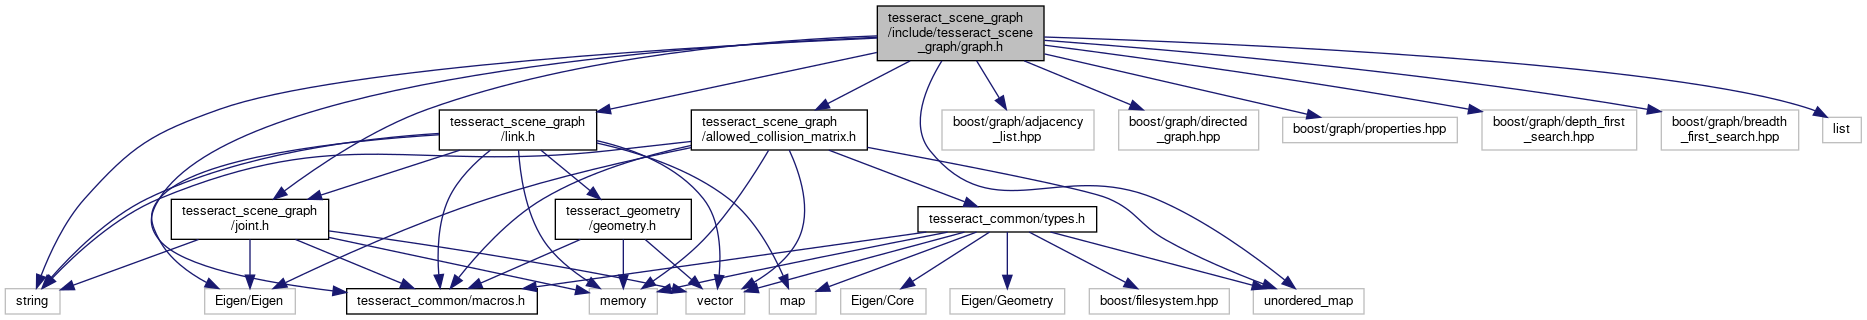 tesseract_scene_graph
/include/tesseract_scene
_graph/graph.h
tesseract_scene_graph
/link.h
tesseract_scene_graph
/allowed_collision_matrix.h
boost/graph/adjacency
_list.hpp
boost/graph/directed
_graph.hpp
boost/graph/properties.hpp
boost/graph/depth_first
_search.hpp
boost/graph/breadth
_first_search.hpp
list
tesseract_scene_graph
/joint.h
tesseract_geometry
/geometry.h
tesseract_common/types.h
string
Eigen/Eigen
tesseract_common/macros.h
memory
vector
map
Eigen/Core
Eigen/Geometry
boost/filesystem.hpp
unordered_map